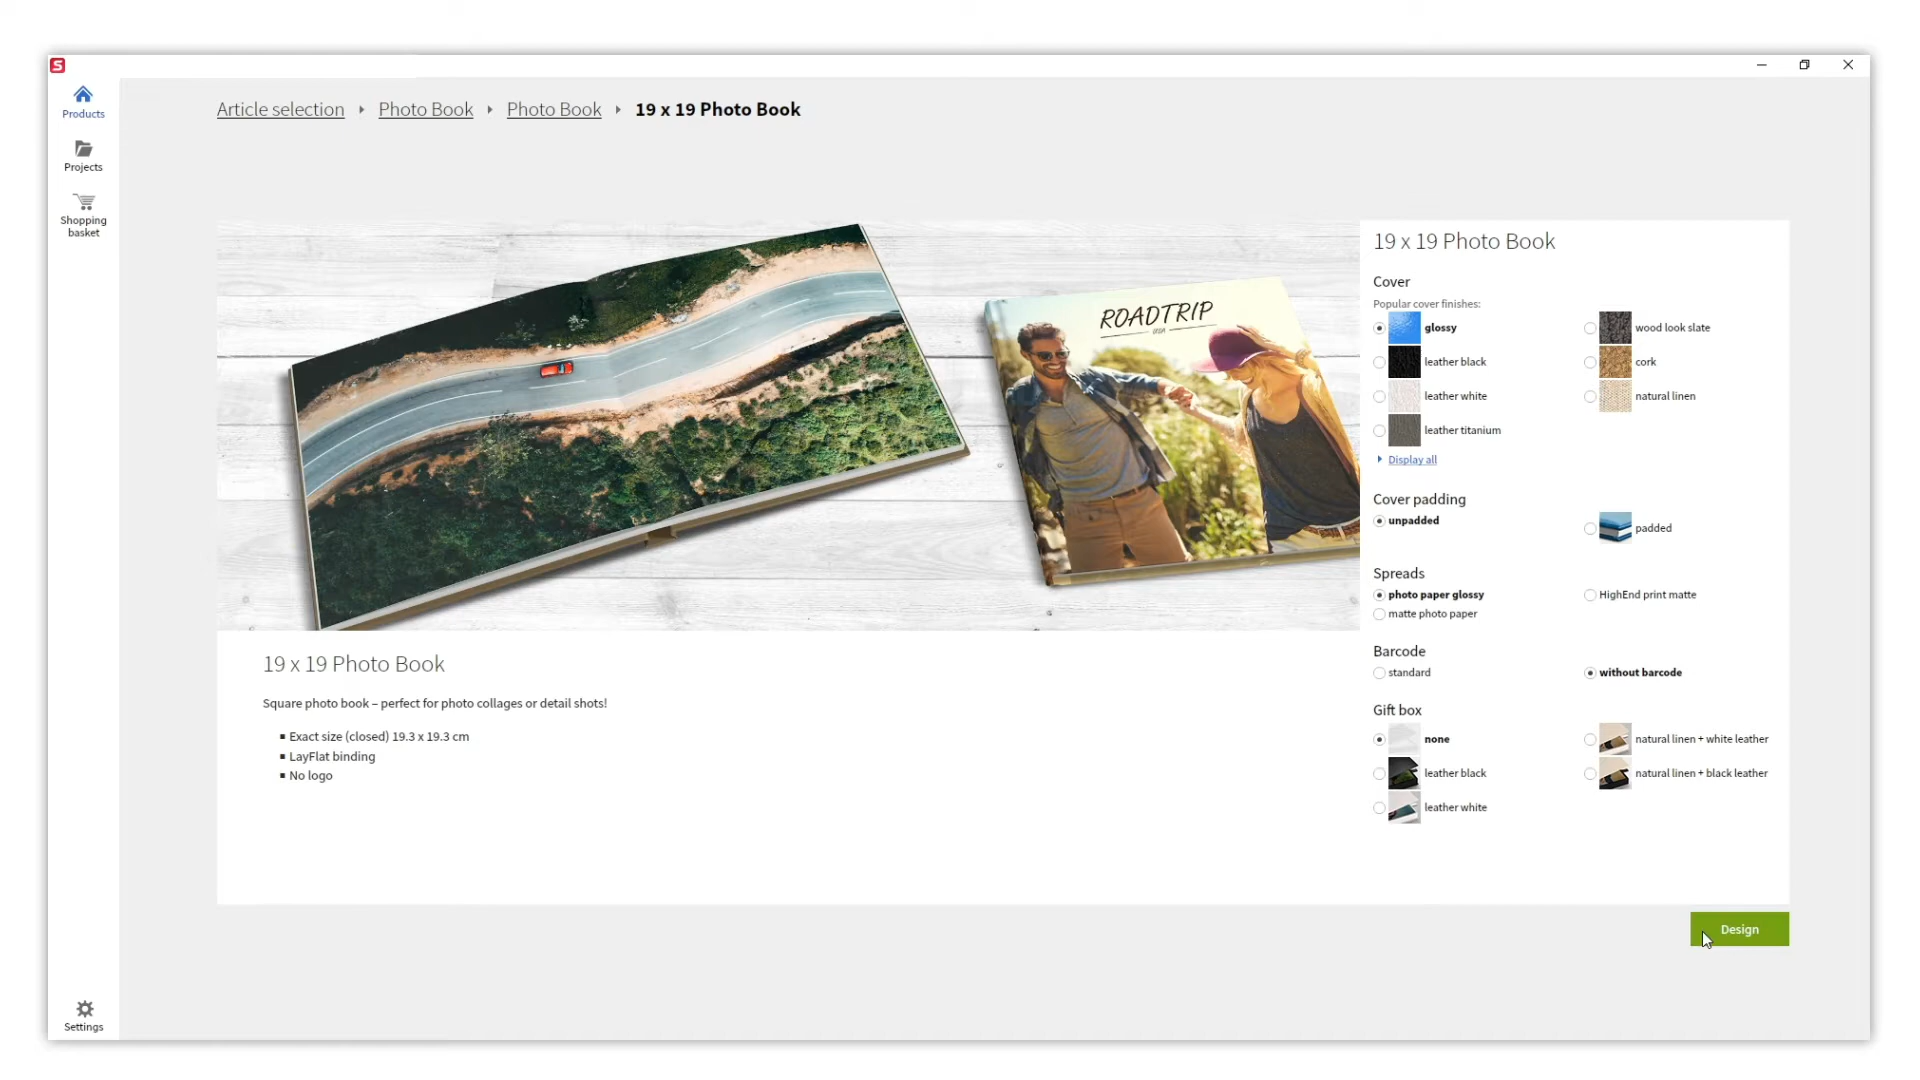 S
Products
Projects
Shopping
basket
Settings
Article selection ▸ Photo Book ▸ Photo Book ▸ 19 x 19 Photo Book
ROADTRIP
19 x 19 Photo Book
Square photo book – perfect for photo collages or detail shots!
▪ Exact size (closed) 19.3 x 19.3 cm
▪ LayFlat binding
▪ No logo
19 x 19 Photo Book
Cover
Popular cover finishes:
glossy
wood look slate
leather black
cork
leather white
natural linen
leather titanium
Display all
Cover padding
unpadded
padded
Spreads
photo paper glossy
HighEnd print matte
matte photo paper
Barcode
standard
without barcode
Gift box
none
natural linen + white leather
leather black
natural linen + black leather
leather white
Design